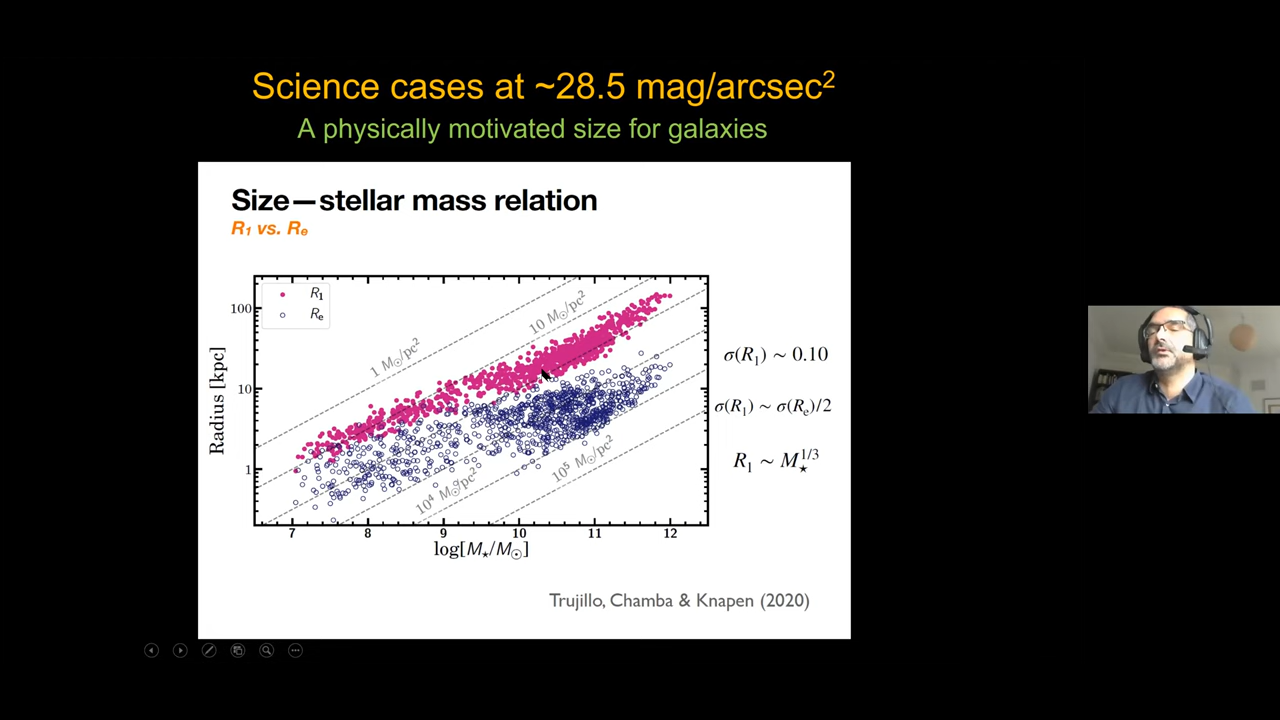 Science cases at ~28.5 mag/arcsec²
A physically motivated size for galaxies
Size—stellar mass relation
R₁ vs. Rₑ
R₁
Rₑ
1 M☉/pc²
10 M☉/pc²
10⁴ M☉/pc²
10⁵ M☉/pc²
100
10
1
Radius [kpc]
7 8 9 10 11 12
log[M⋆/M☉]
σ(R₁) ∼ 0.10
σ(R₁) ∼ σ(Rₑ)/2
R₁ ∼ M⋆^1/3
Trujillo, Chamba & Knapen (2020)